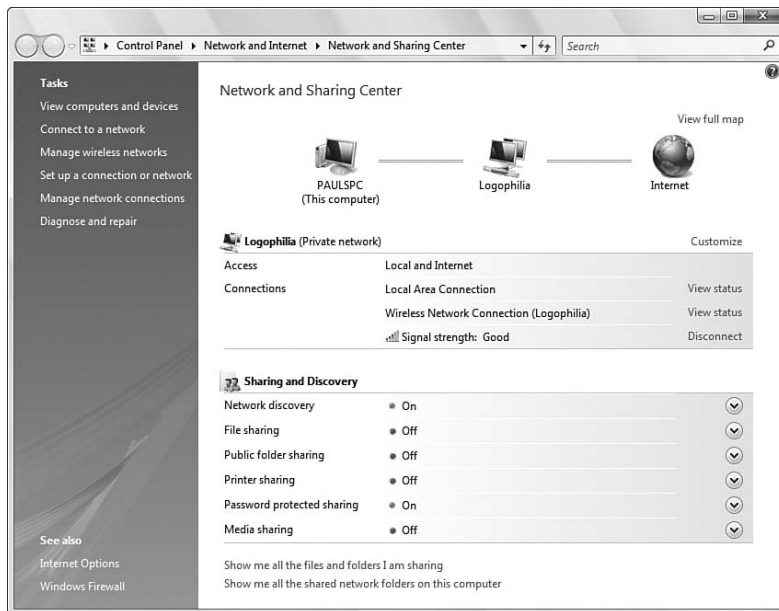 Control Panel ▸ Network and Internet ▸ Network and Sharing Center
Search
Tasks
View computers and devices
Connect to a network
Manage wireless networks
Set up a connection or network
Manage network connections
Diagnose and repair
See also
Internet Options
Windows Firewall
Network and Sharing Center
View full map
PAULSPC
(This computer)
Logophilia
Internet
Logophilia (Private network)
Customize
Access Local and Internet
Connections Local Area Connection View status
Wireless Network Connection (Logophilia) View status
Signal strength: Good Disconnect
Sharing and Discovery
Network discovery On
File sharing Off
Public folder sharing Off
Printer sharing Off
Password protected sharing On
Media sharing Off
Show me all the files and folders I am sharing
Show me all the shared network folders on this computer